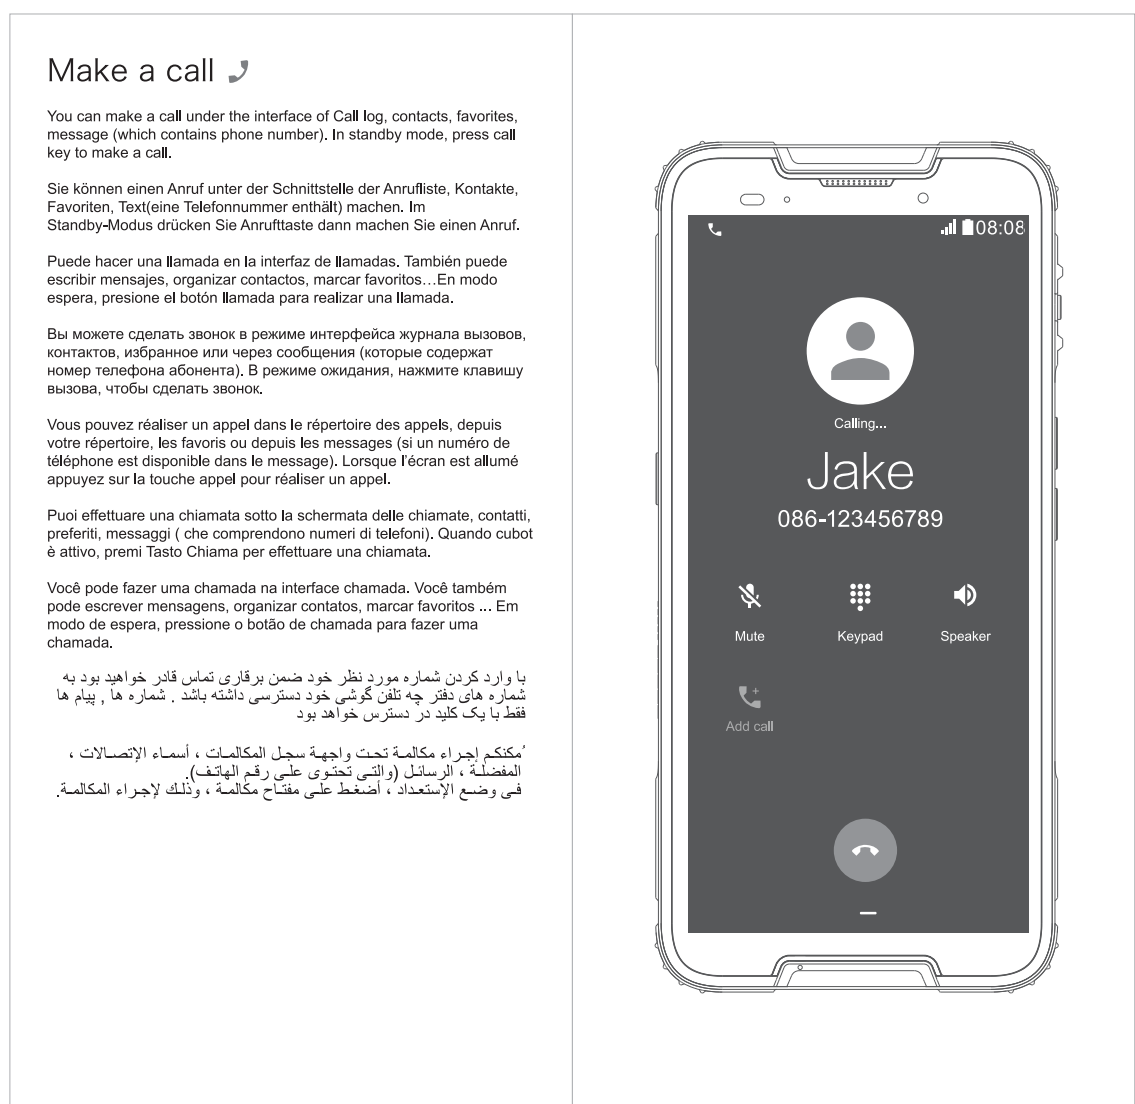 Make a call
You can make a call under the interface of Call log, contacts, favorites,
message (which contains phone number). In standby mode, press call
key to make a call.
Sie können einen Anruf unter der Schnittstelle der Anrufliste, Kontakte,
Favoriten, Text(eine Telefonnummer enthält) machen. Im
Standby-Modus drücken Sie Anrufttaste dann machen Sie einen Anruf.
Puede hacer una llamada en la interfaz de llamadas. También puede
escribir mensajes, organizar contactos, marcar favoritos…En modo
espera, presione el botón llamada para realizar una llamada.
Вы можете сделать звонок в режиме интерфейса журнала вызовов,
контактов, избранное или через сообщения (которые содержат
номер телефона абонента). В режиме ожидания, нажмите клавишу
вызова, чтобы сделать звонок.
Vous pouvez réaliser un appel dans le répertoire des appels, depuis
votre répertoire, les favoris ou depuis les messages (si un numéro de
téléphone est disponible dans le message). Lorsque l'écran est allumé
appuyez sur la touche appel pour réaliser un appel.
Puoi effettuare una chiamata sotto la schermata delle chiamate, contatti,
preferiti, messaggi ( che comprendono numeri di telefoni). Quando cubot
è attivo, premi Tasto Chiama per effettuare una chiamata.
Você pode fazer uma chamada na interface chamada. Você também
pode escrever mensagens, organizar contatos, marcar favoritos ... Em
modo de espera, pressione o botão de chamada para fazer uma
chamada.
با وارد کردن شماره مورد نظر خود ضمن برقاری تماس قادر خواهید بود به
شماره های دفتر چه تلفن گوشی خود دسترسی داشته باشد . شماره ها , پیام ها
فقط با یک کلید در دسترس خواهد بود
ُمكنكم إجراء مكالمة تحت واجهة سجل المكالمات ، أسماء الإتصالات ،
المفضلة ، الرسائل (والتى تحتوى على رقم الهاتف).
فى وضع الإستعداد ، أضغط على مفتاح مكالمة ، وذلك لإجراء المكالمة.
08:08
Calling...
Jake
086-123456789
Mute Keypad Speaker
Add call